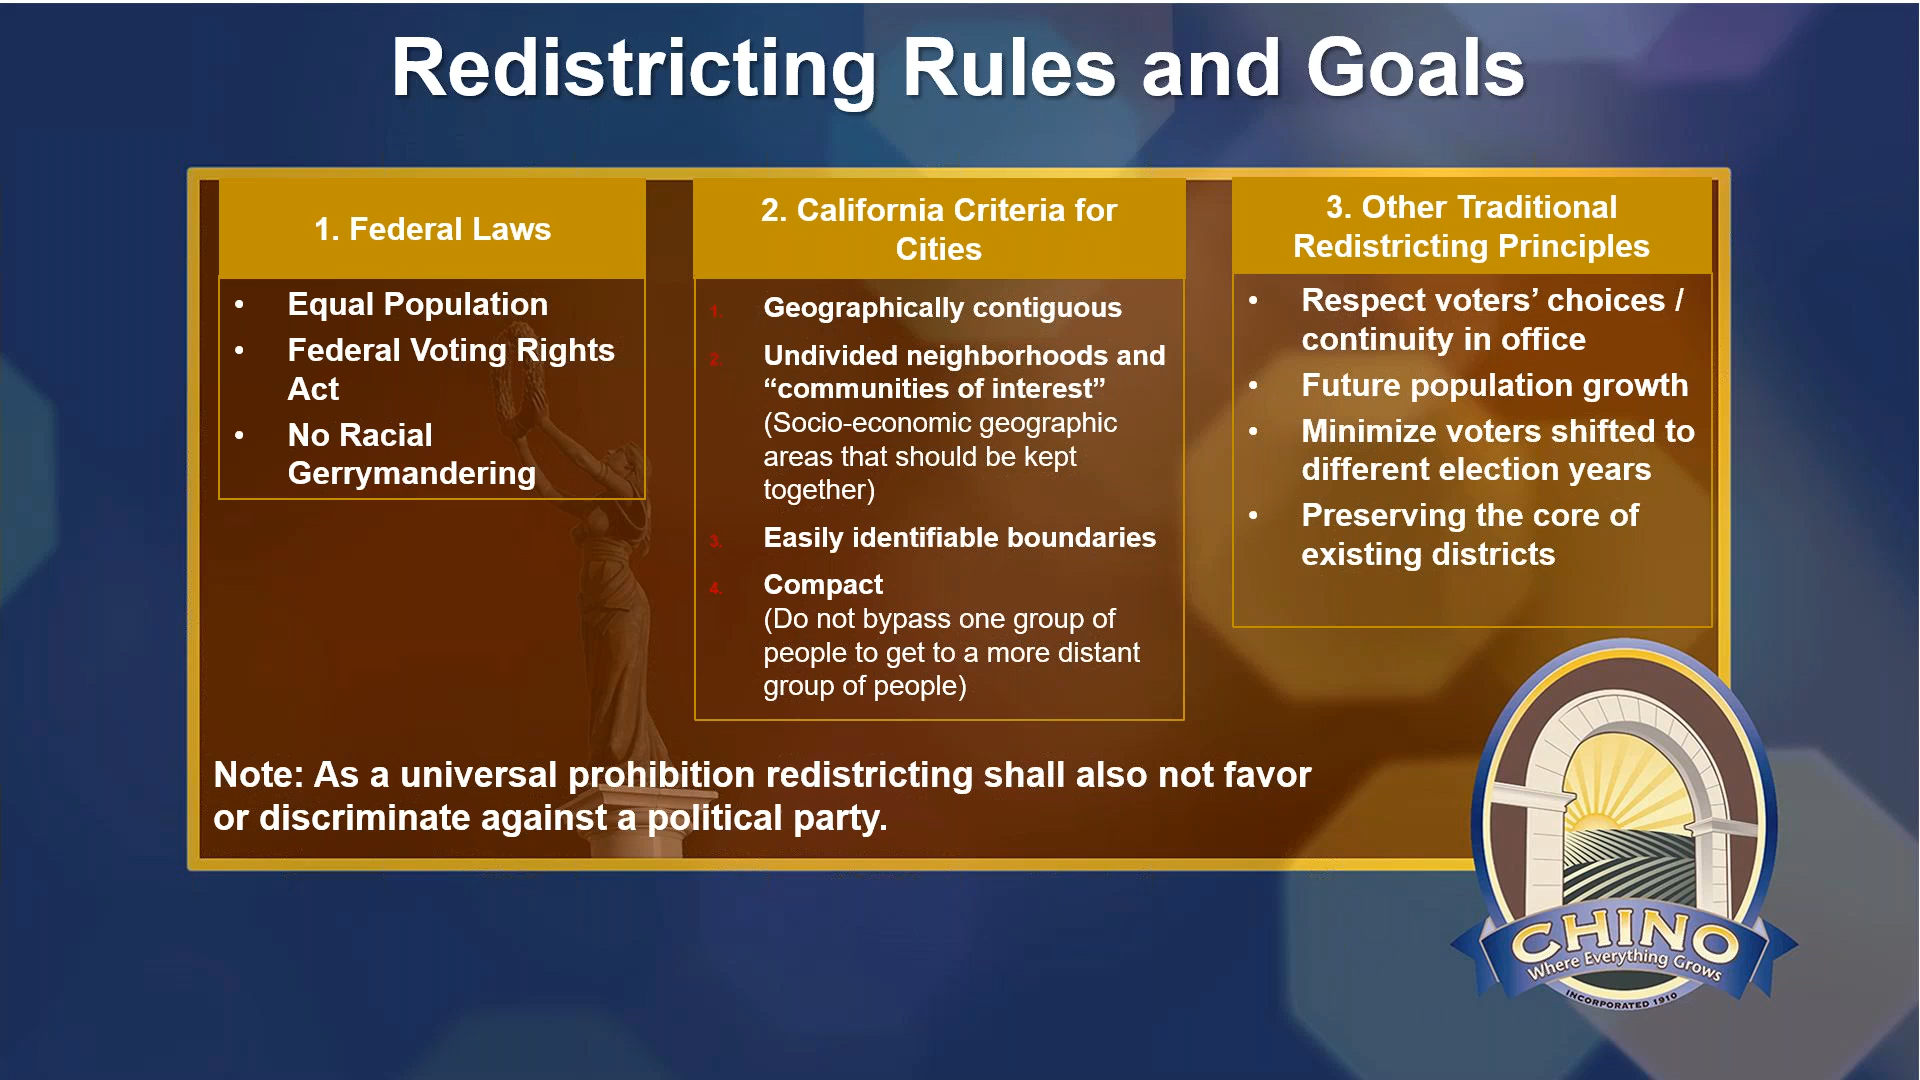 Redistricting Rules and Goals
1. Federal Laws
• Equal Population
• Federal Voting Rights
Act
• No Racial
Gerrymandering
2. California Criteria for
Cities
1. Geographically contiguous
2. Undivided neighborhoods and
“communities of interest”
(Socio-economic geographic
areas that should be kept
together)
3. Easily identifiable boundaries
4. Compact
(Do not bypass one group of
people to get to a more distant
group of people)
3. Other Traditional
Redistricting Principles
• Respect voters’ choices /
continuity in office
• Future population growth
• Minimize voters shifted to
different election years
• Preserving the core of
existing districts
Note: As a universal prohibition redistricting shall also not favor
or discriminate against a political party.
CHINO
Where Everything Grows
INCORPORATED 1910